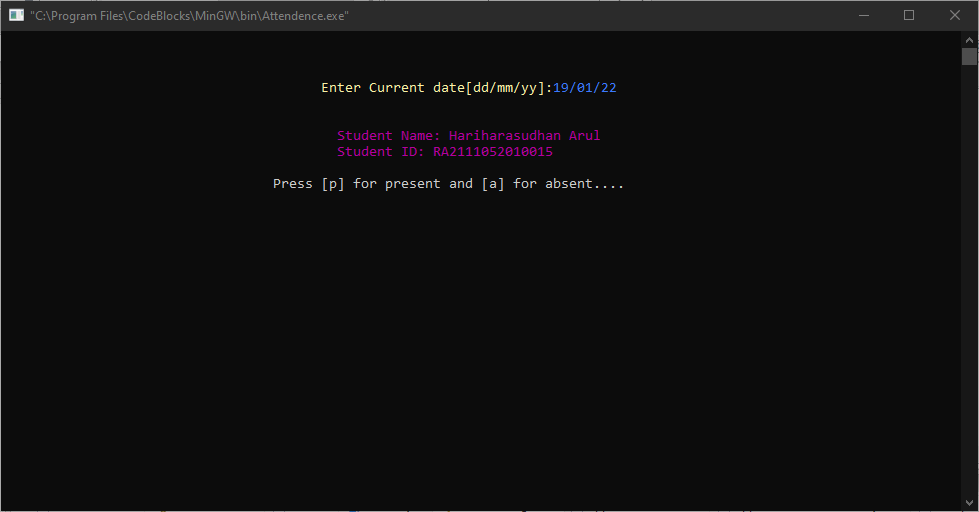 "C:\Program Files\CodeBlocks\MinGW\bin\Attendence.exe"
Enter Current date[dd/mm/yy]:19/01/22
Student Name: Hariharasudhan Arul
Student ID: RA2111052010015
Press [p] for present and [a] for absent....